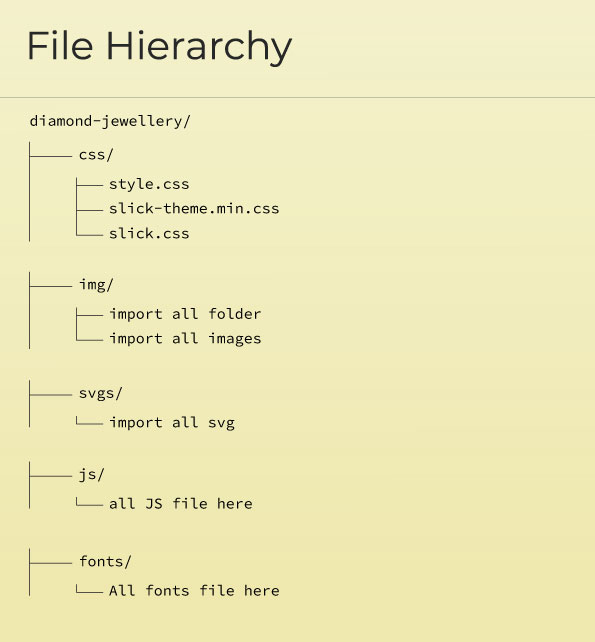 File Hierarchy
diamond-jewellery/
css/
style.css
slick-theme.min.css
slick.css
img/
import all folder
import all images
svgs/
import all svg
js/
all JS file here
fonts/
All fonts file here